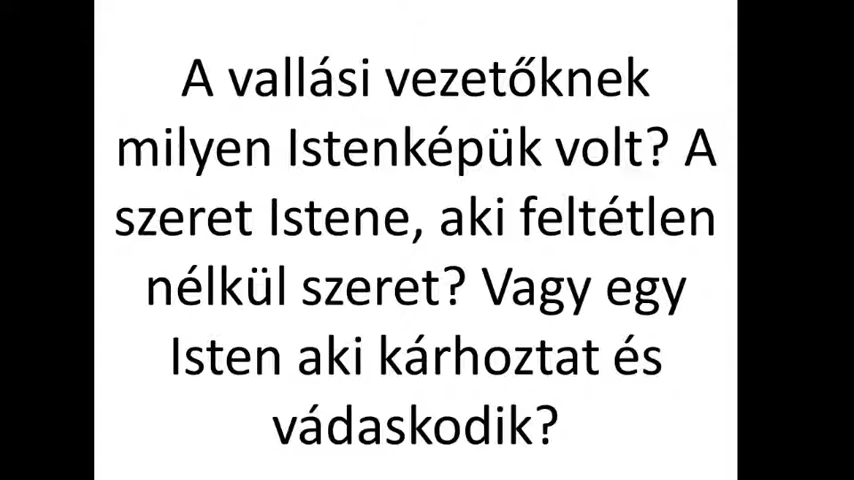 A vallási vezetőknek
milyen Istenképük volt? A
szeret Istene, aki feltétlen
nélkül szeret? Vagy egy
Isten aki kárhoztat és
vádaskodik?